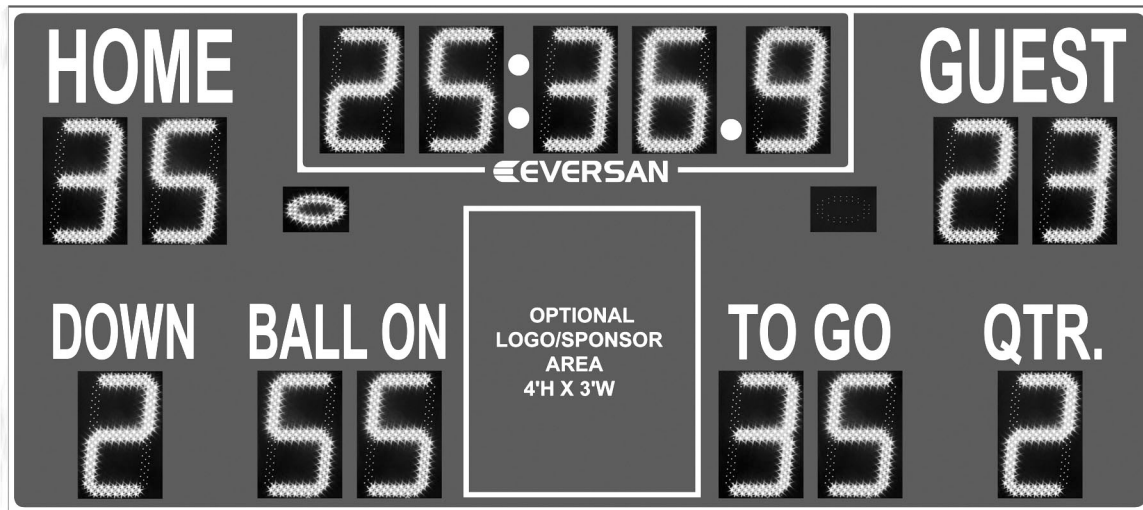 HOME
25:36.9
GUEST
35
EVERSAN
23
DOWN
BALL ON
OPTIONAL
LOGO/SPONSOR
AREA
4'H X 3'W
TO GO
QTR.
2
55
35
2